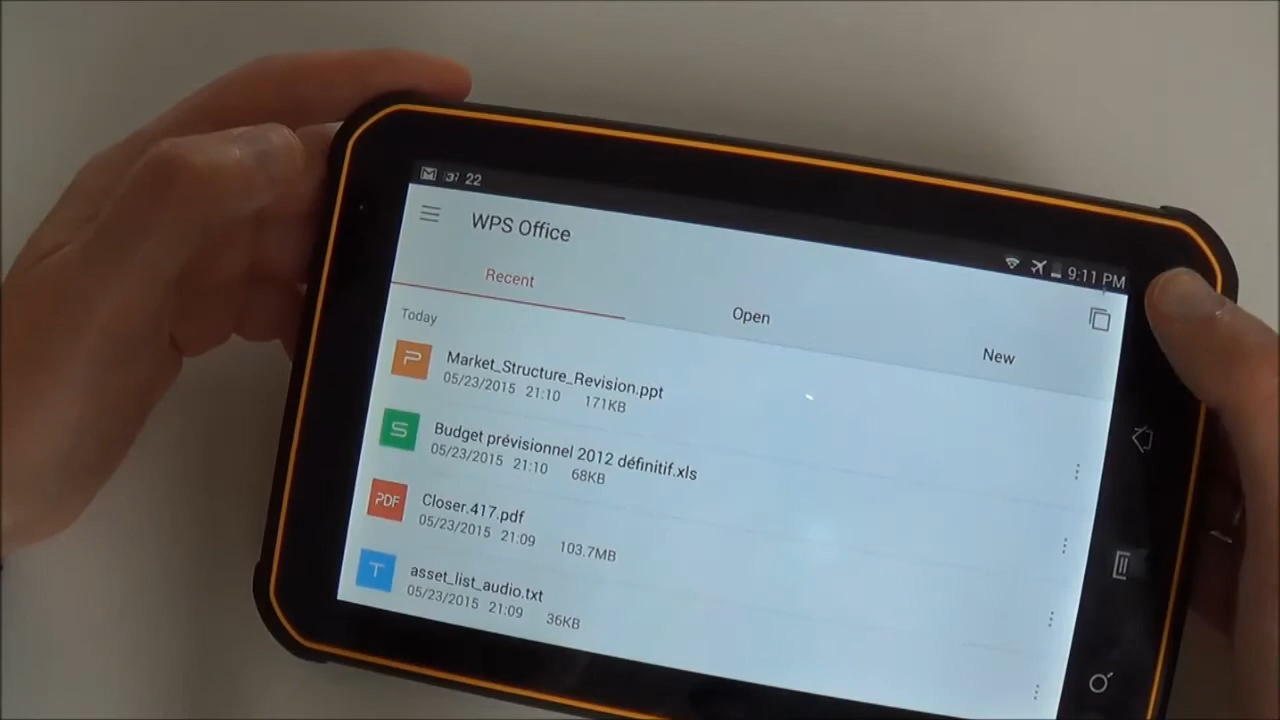 37 22
9:11 PM
WPS Office
Recent
Open
New
Today
P
Market_Structure_Revision.ppt
05/23/2015 21:10 171KB
S
Budget prévisionnel 2012 définitif.xls
05/23/2015 21:10 68KB
PDF
Closer.417.pdf
05/23/2015 21:09 103.7MB
T
asset_list_audio.txt
05/23/2015 21:09 36KB